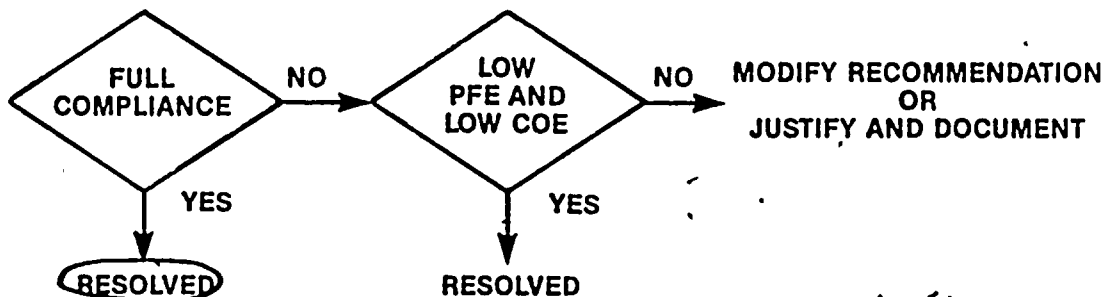 FULL
COMPLIANCE
NO
LOW
PFE AND
LOW COE
NO
MODIFY RECOMMENDATION
OR
JUSTIFY AND DOCUMENT
YES
YES
RESOLVED
RESOLVED